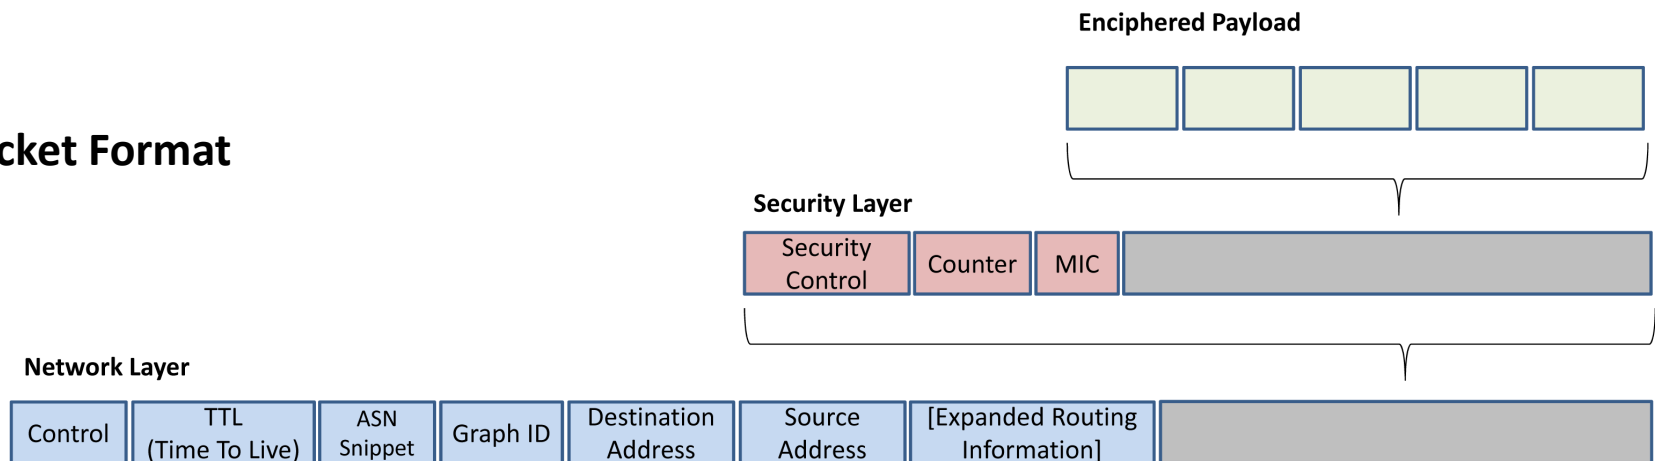 Enciphered Payload
cket Format
Security Layer
Security
Control
Counter
MIC
Network Layer
Control
TTL
(Time To Live)
ASN
Snippet
Graph ID
Destination
Address
Source
Address
[Expanded Routing
Information]